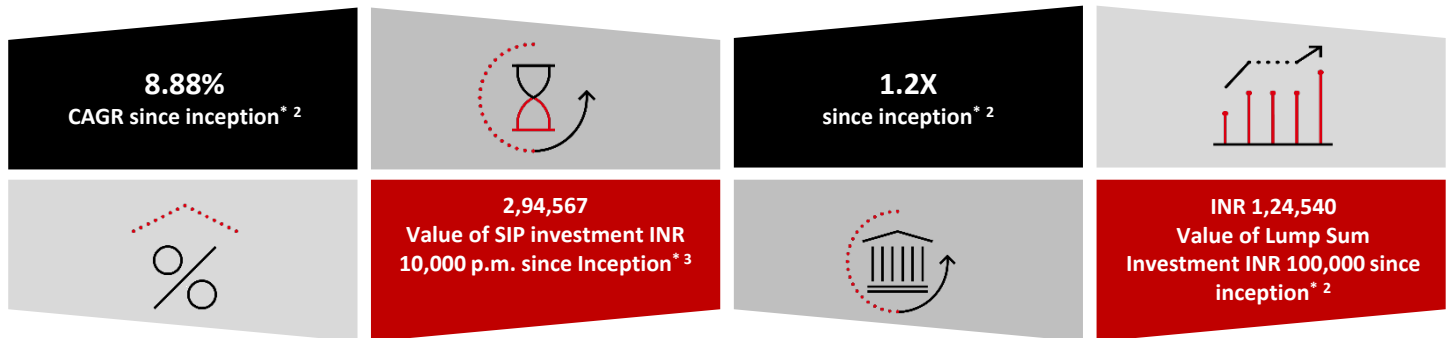 8.88%
CAGR since inception* 2
1.2X
since inception* 2
2,94,567
Value of SIP investment INR
10,000 p.m. since Inception* 3
INR 1,24,540
Value of Lump Sum
Investment INR 100,000 since
inception* 2